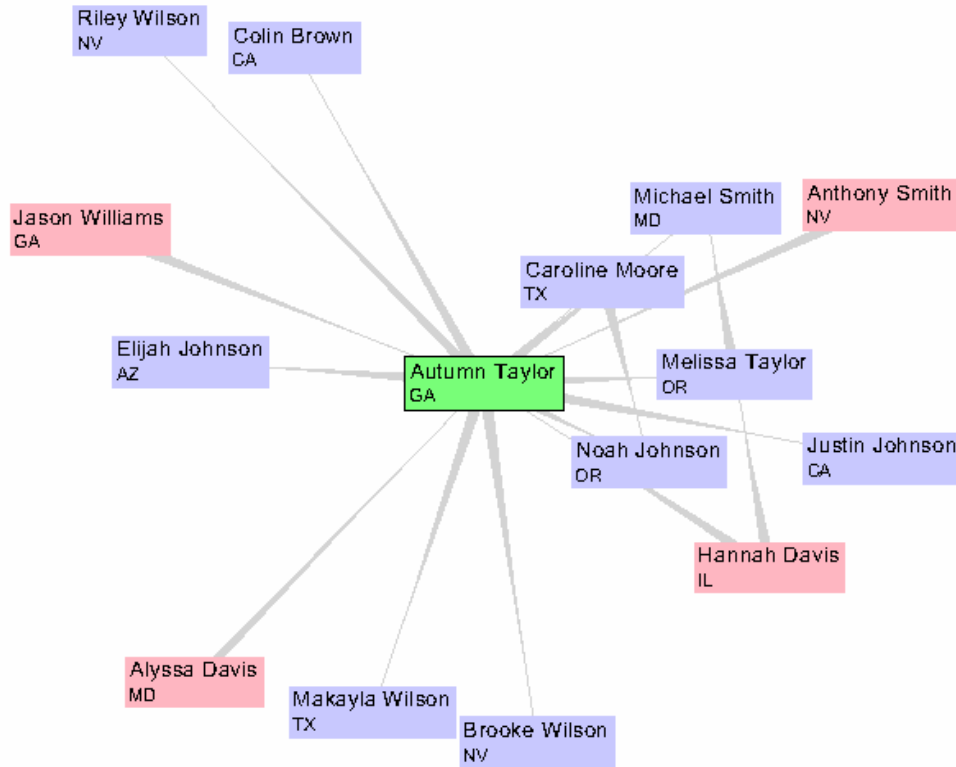 Riley Wilson
NV
Colin Brown
CA
Michael Smith
MD
Anthony Smith
NV
Jason Williams
GA
Caroline Moore
TX
Elijah Johnson
AZ
Autumn Taylor
GA
Melissa Taylor
OR
Noah Johnson
OR
Justin Johnson
CA
Hannah Davis
IL
Alyssa Davis
MD
Makayla Wilson
TX
Brooke Wilson
NV